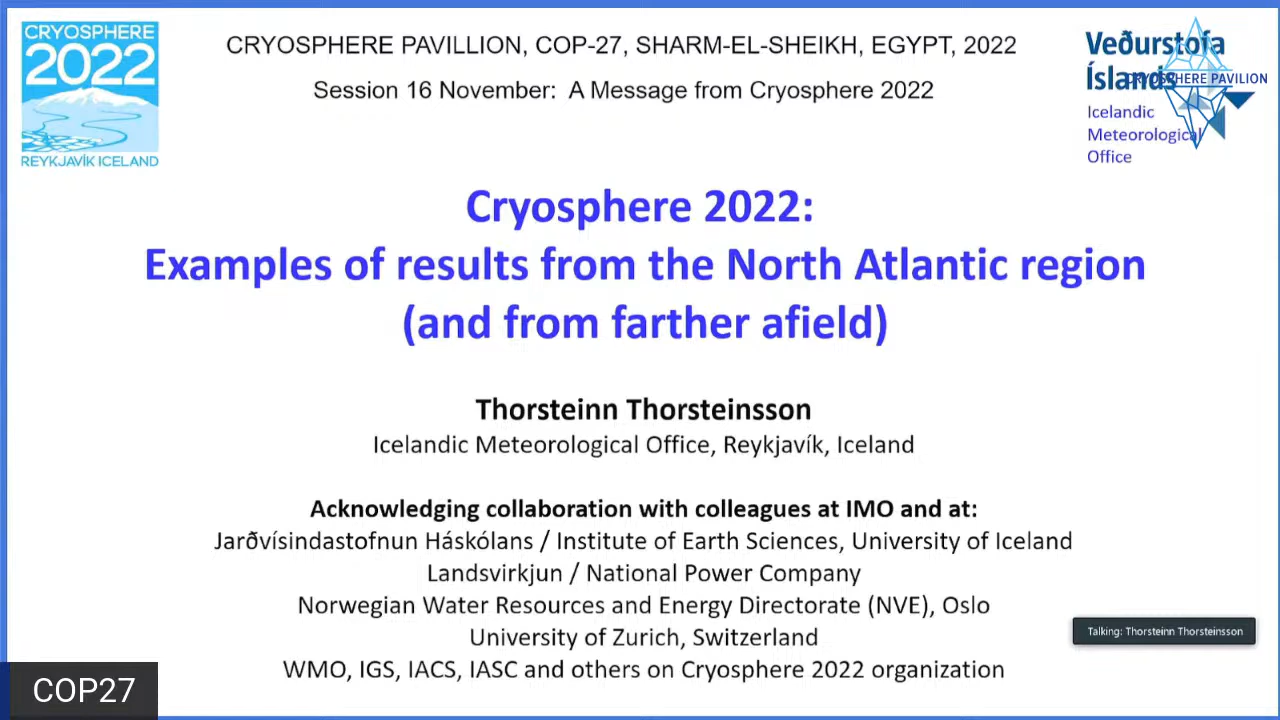 CRYOSPHERE
2022
REYKJAVÍK ICELAND
CRYOSPHERE PAVILLION, COP-27, SHARM-EL-SHEIKH, EGYPT, 2022
Session 16 November: A Message from Cryosphere 2022
Veðurstofa
Íslands
CRYOSPHERE PAVILION
Icelandic
Meteorological
Office
Cryosphere 2022:
Examples of results from the North Atlantic region
(and from farther afield)
Thorsteinn Thorsteinsson
Icelandic Meteorological Office, Reykjavík, Iceland
Acknowledging collaboration with colleagues at IMO and at:
Jarðvísindastofnun Háskólans / Institute of Earth Sciences, University of Iceland
Landsvirkjun / National Power Company
Norwegian Water Resources and Energy Directorate (NVE), Oslo
University of Zurich, Switzerland
WMO, IGS, IACS, IASC and others on Cryosphere 2022 organization
Talking: Thorsteinn Thorsteinsson
COP27